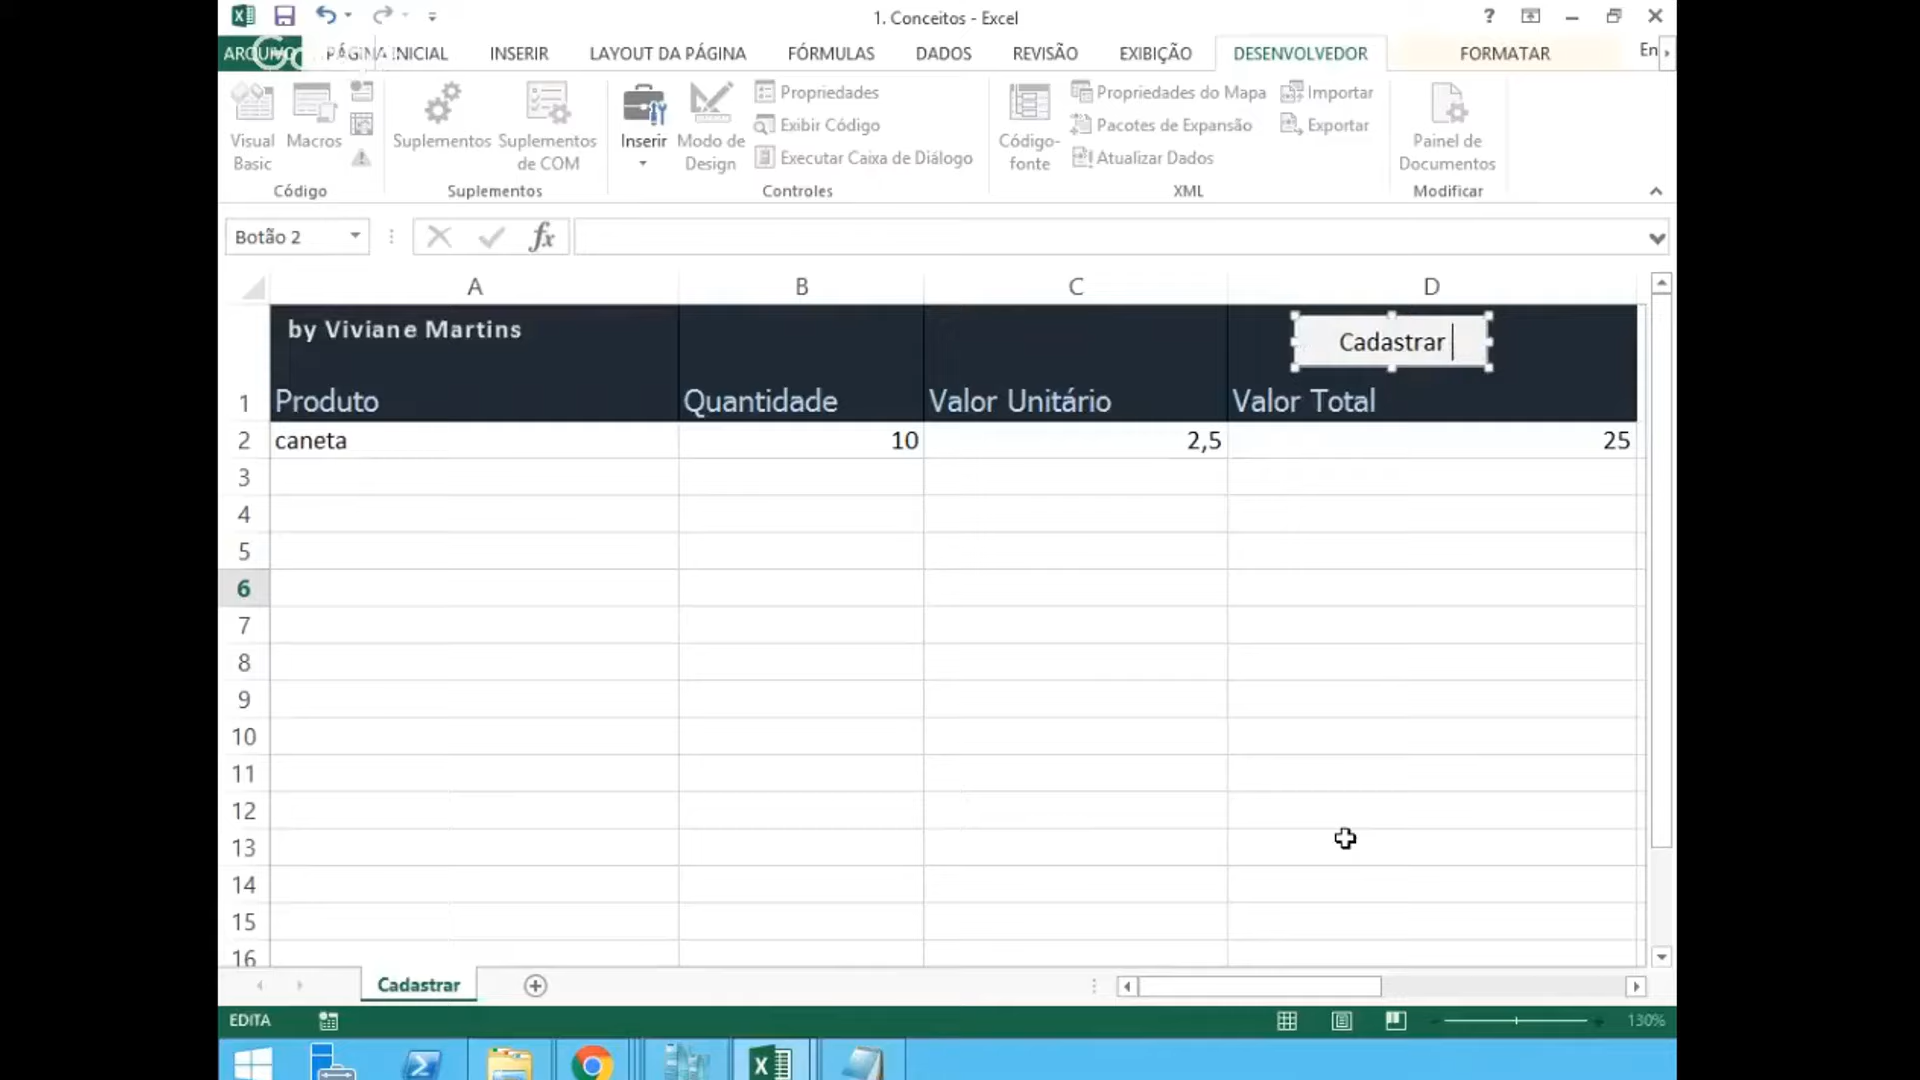 1. Conceitos - Excel
?
ARQUIVO PÁGINA INICIAL INSERIR LAYOUT DA PÁGINA FÓRMULAS DADOS REVISÃO EXIBIÇÃO DESENVOLVEDOR FORMATAR En
Visual Basic
Macros
Código
Suplementos
Suplementos de COM
Suplementos
Inserir
Modo de Design
Propriedades
Exibir Código
Executar Caixa de Diálogo
Controles
Código-fonte
Propriedades do Mapa
Pacotes de Expansão
Atualizar Dados
Importar
Exportar
XML
Painel de Documentos
Modificar
Botão 2
fx
A B C D
by Viviane Martins
Cadastrar
1 Produto Quantidade Valor Unitário Valor Total
2 caneta 10 2,5 25
3
4
5
6
7
8
9
10
11
12
13
14
15
16
Cadastrar
EDITA
130%